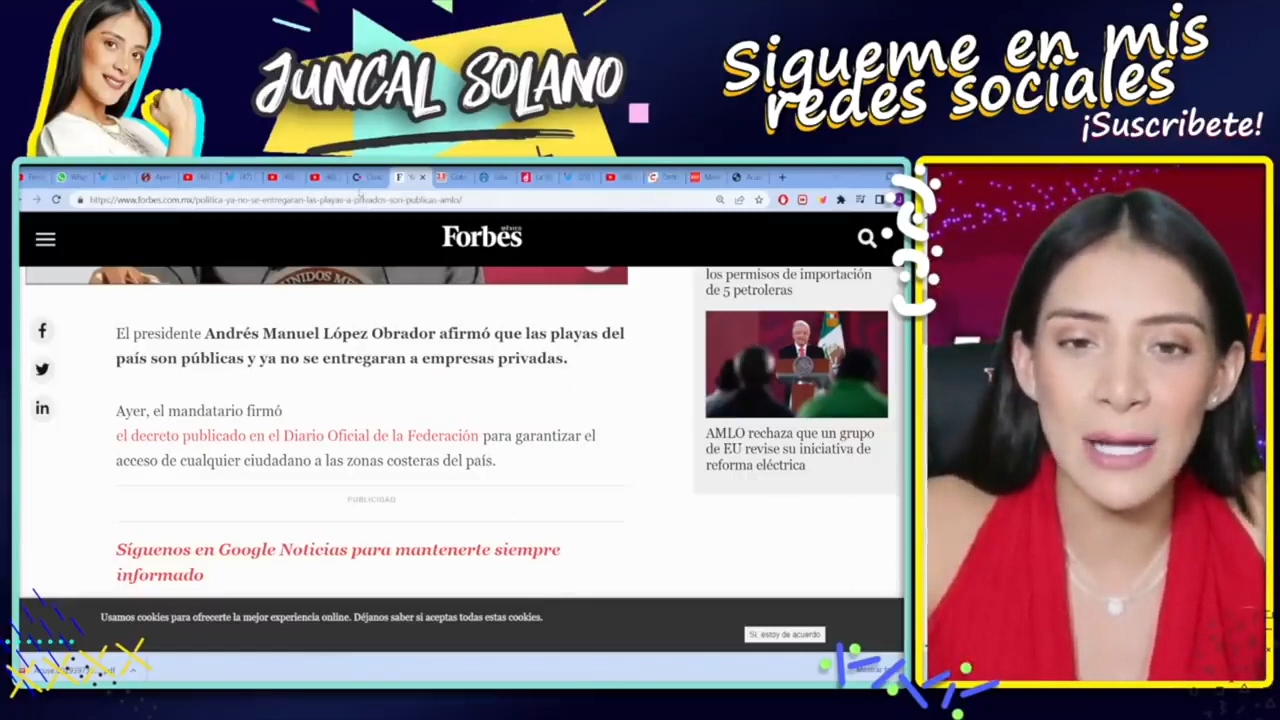 JUNCAL SOLANO
Sigueme en mis
redes sociales
¡Suscribete!
https://www.forbes.com.mx/politica-ya-no-se-entregaran-las-playas-a-privados-son-publicas-amlo/
Forbes
MÉXICO
UNIDOS
los permisos de importación
de 5 petroleras
El presidente Andrés Manuel López Obrador afirmó que las playas del
país son públicas y ya no se entregaran a empresas privadas.
Ayer, el mandatario firmó
el decreto publicado en el Diario Oficial de la Federación para garantizar el
acceso de cualquier ciudadano a las zonas costeras del país.
AMLO rechaza que un grupo
de EU revise su iniciativa de
reforma eléctrica
PUBLICIDAD
Síguenos en Google Noticias para mantenerte siempre
informado
Usamos cookies para ofrecerte la mejor experiencia online. Déjanos saber si aceptas todas estas cookies.
Sí, estoy de acuerdo